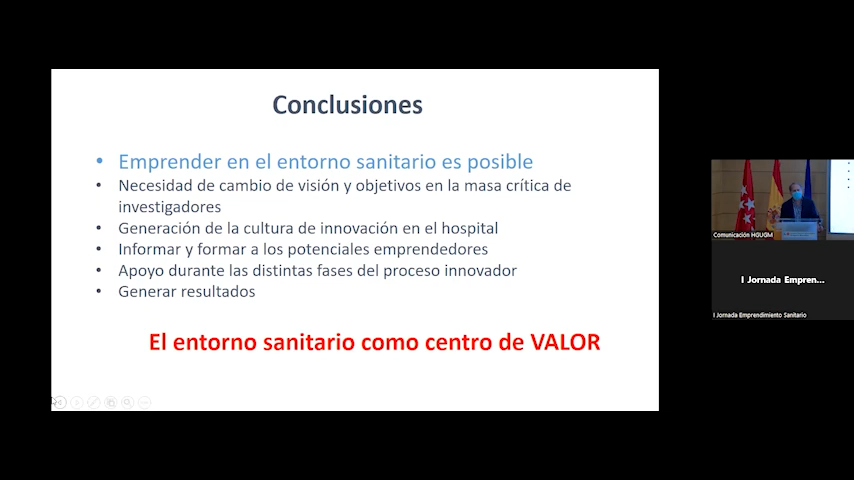 Conclusiones
• Emprender en el entorno sanitario es posible
• Necesidad de cambio de visión y objetivos en la masa crítica de
investigadores
• Generación de la cultura de innovación en el hospital
• Informar y formar a los potenciales emprendedores
• Apoyo durante las distintas fases del proceso innovador
• Generar resultados
El entorno sanitario como centro de VALOR
Comunicación HGUGM
I Jornada Empren...
I Jornada Emprendimiento Sanitario